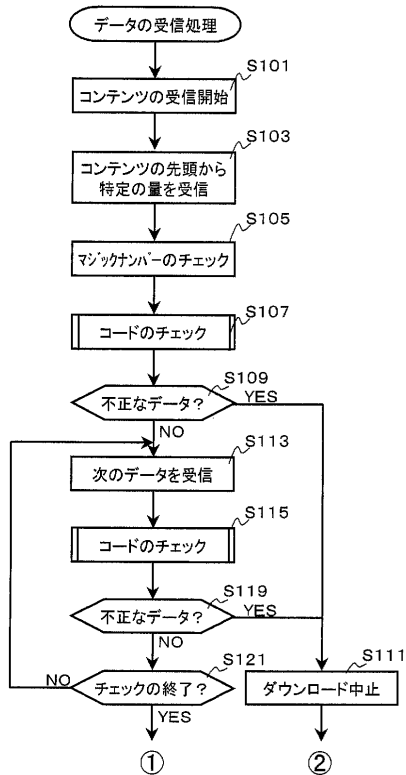 データの受信処理
S101
コンテンツの受信開始
S103
コンテンツの先頭から
特定の量を受信
S105
ﾏｼﾞｯｸﾅﾝﾊﾞｰのチェック
S107
コードのチェック
S109
不正なデータ?
YES
NO
S113
次のデータを受信
S115
コードのチェック
S119
不正なデータ?
YES
NO
S121
チェックの終了?
NO
YES
S111
ダウンロード中止
①
②